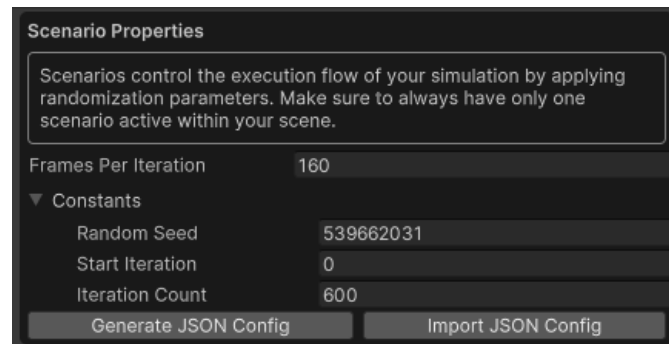 Scenario Properties
Scenarios control the execution flow of your simulation by applying
randomization parameters. Make sure to always have only one
scenario active within your scene.
Frames Per Iteration 160
Constants
Random Seed 539662031
Start Iteration 0
Iteration Count 600
Generate JSON Config Import JSON Config